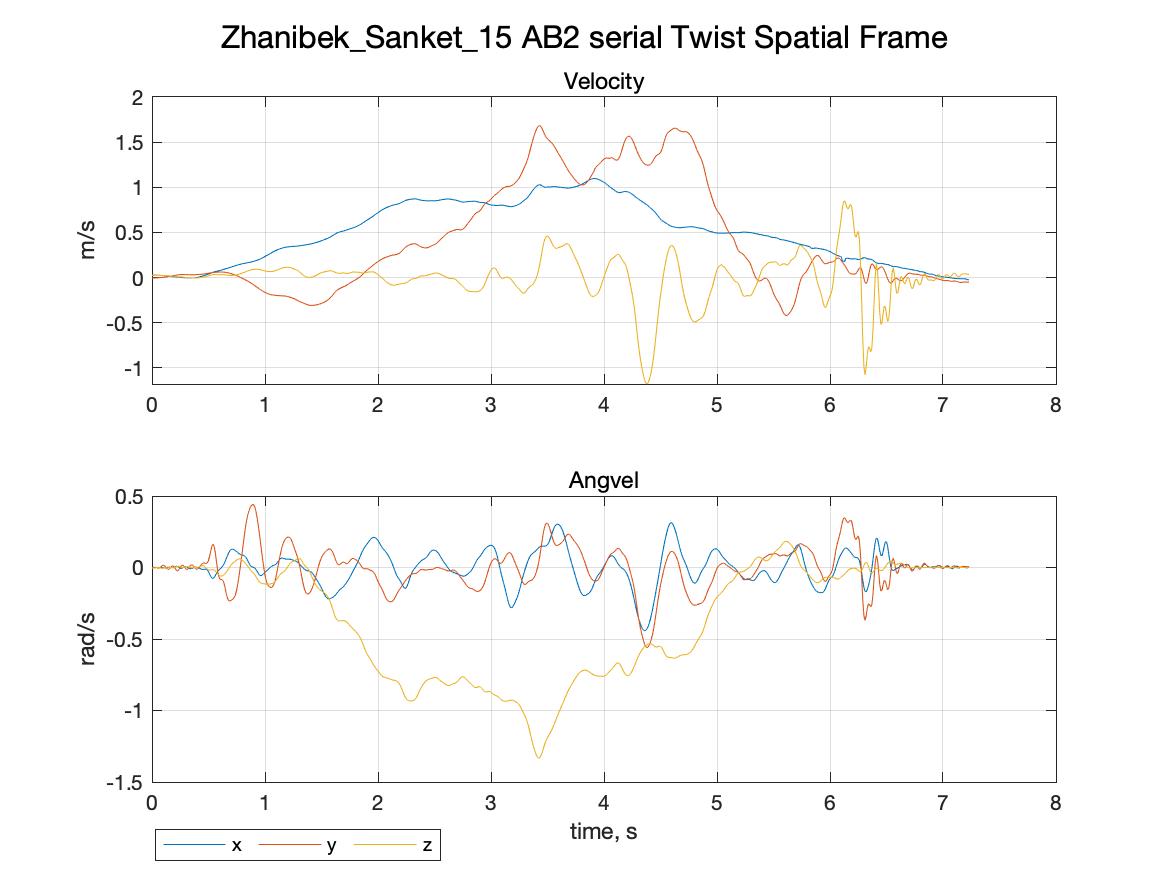 Zhanibek_Sanket_15 AB2 serial Twist Spatial Frame
Velocity
2
1.5
1
0.5
0
-0.5
-1
m/s
0 1 2 3 4 5 6 7 8
Angvel
0.5
0
-0.5
-1
-1.5
rad/s
0 1 2 3 4 5 6 7 8
time, s
x y z